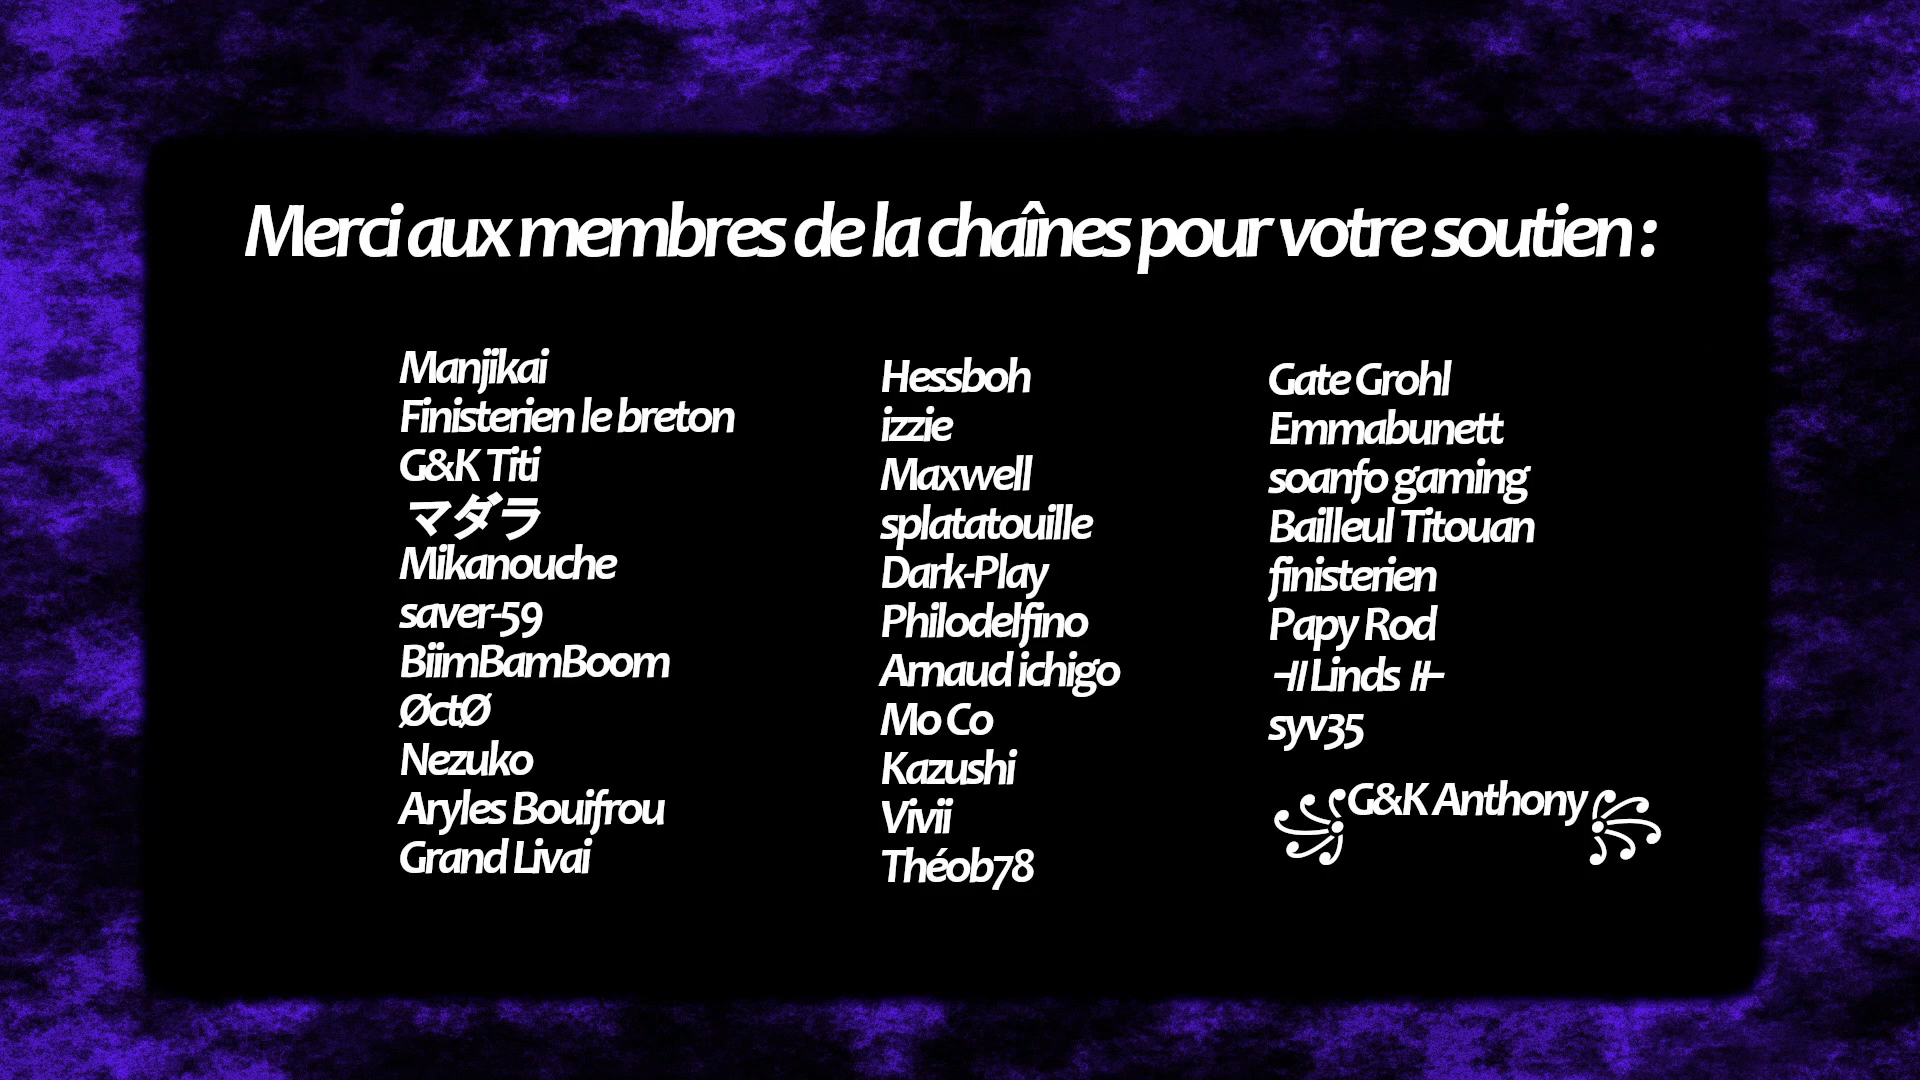 Merci aux membres de la chaînes pour votre soutien :
Manjikai
Finisterien le breton
G&K Titi
マダラ
Mikanouche
saver-59
BiimBamBoom
ØctØ
Nezuko
Aryles Bouifrou
Grand Livai
Hessboh
izzie
Maxwell
splatatouille
Dark-Play
Philodelfino
Arnaud ichigo
Mo Co
Kazushi
Vivii
Théob78
Gate Grohl
Emmabunett
soanfo gaming
Bailleul Titouan
finisterien
Papy Rod
⫣ Linds ⊩
syv35
꧁G&K Anthony꧂